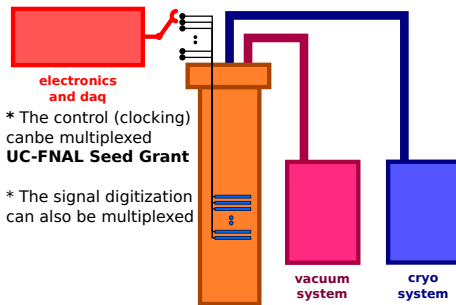 electronics
and daq
* The control (clocking)
canbe multiplexed
UC-FNAL Seed Grant
* The signal digitization
can also be multiplexed
vacuum
system
cryo
system